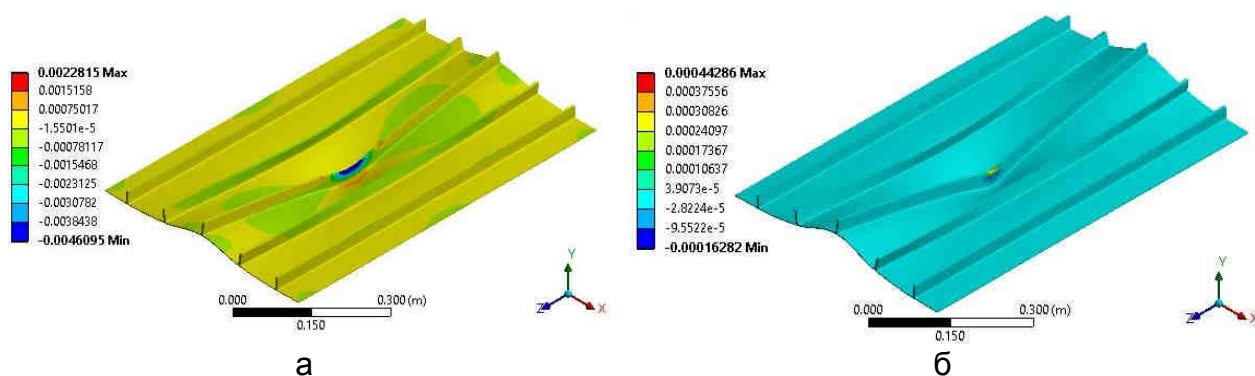 0.0022815 Max
0.0015158
0.00075017
-1.5501e-5
-0.00078117
-0.0015468
-0.0023125
-0.0030782
-0.0038438
-0.0046095 Min
0.000
0.300 (m)
0.150
Y
Z
X
а
0.00044286 Max
0.00037556
0.00030826
0.00024097
0.00017367
0.00010637
3.9073e-5
-2.8224e-5
-9.5522e-5
-0.00016282 Min
0.000
0.300 (m)
0.150
Y
Z
X
б